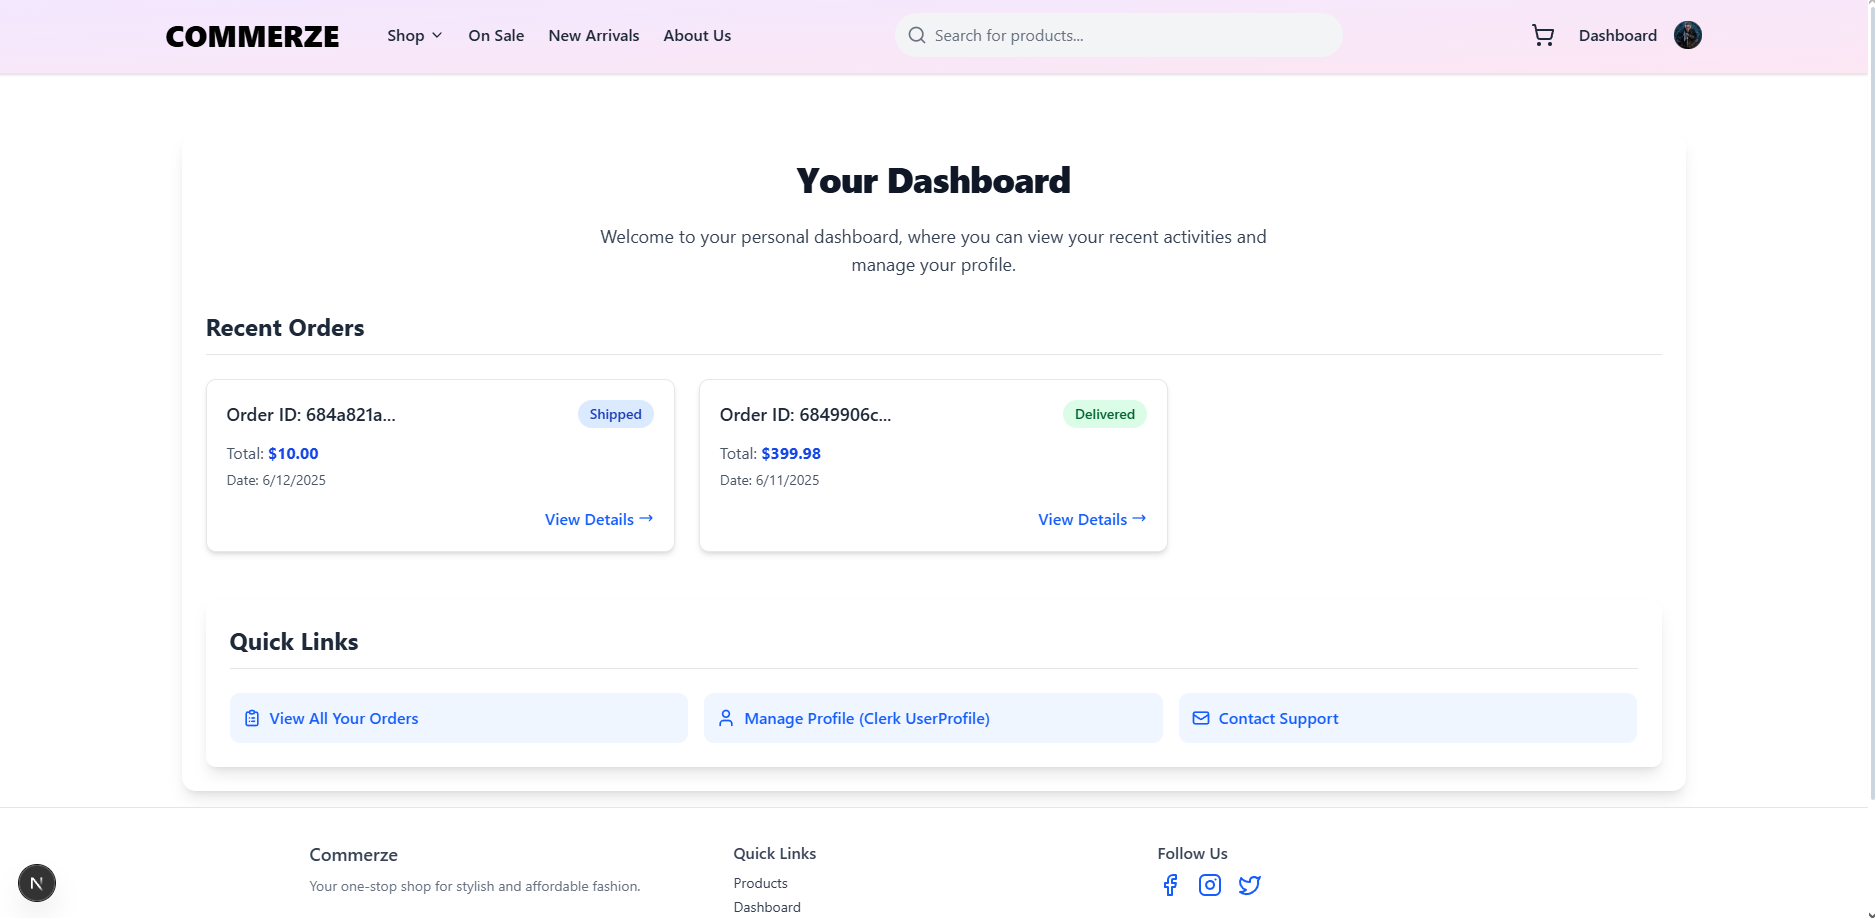 COMMERZE
Shop
On Sale
New Arrivals
About Us
Search for products...
Dashboard
Your Dashboard
Welcome to your personal dashboard, where you can view your recent activities and
manage your profile.
Recent Orders
Order ID: 684a821a...
Shipped
Total: $10.00
Date: 6/12/2025
View Details →
Order ID: 6849906c...
Delivered
Total: $399.98
Date: 6/11/2025
View Details →
Quick Links
View All Your Orders
Manage Profile (Clerk UserProfile)
Contact Support
Commerze
Your one-stop shop for stylish and affordable fashion.
Quick Links
Products
Dashboard
Follow Us
N